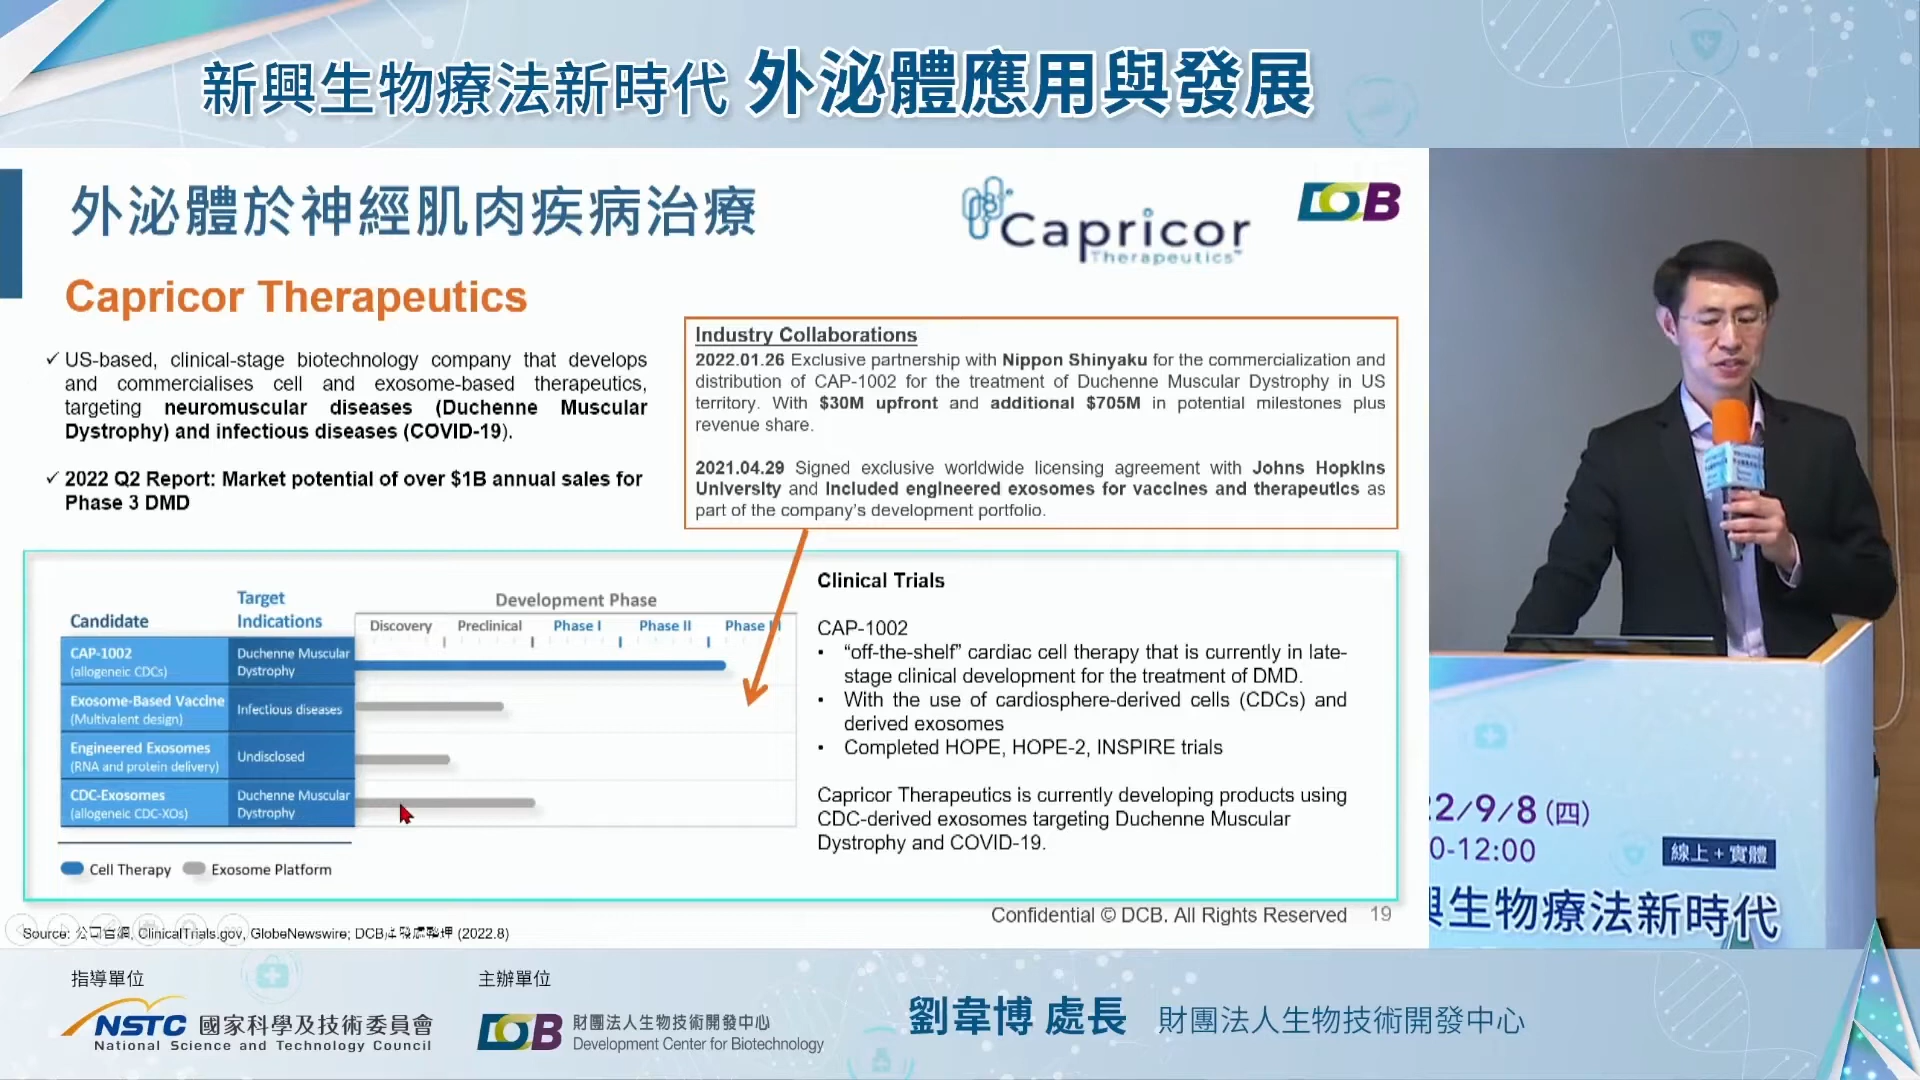 新興生物療法新時代 外泌體應用與發展
外泌體於神經肌肉疾病治療
Capricor
Therapeutics™
DCB
Capricor Therapeutics
✓ US-based, clinical-stage biotechnology company that develops
and commercialises cell and exosome-based therapeutics,
targeting neuromuscular diseases (Duchenne Muscular
Dystrophy) and infectious diseases (COVID-19).
✓ 2022 Q2 Report: Market potential of over $1B annual sales for
Phase 3 DMD
Industry Collaborations
2022.01.26 Exclusive partnership with Nippon Shinyaku for the commercialization and
distribution of CAP-1002 for the treatment of Duchenne Muscular Dystrophy in US
territory. With $30M upfront and additional $705M in potential milestones plus
revenue share.
2021.04.29 Signed exclusive worldwide licensing agreement with Johns Hopkins
University and included engineered exosomes for vaccines and therapeutics as
part of the company's development portfolio.
Candidate
Target
Indications
Development Phase
Discovery Preclinical Phase I Phase II Phase
CAP-1002
(allogeneic CDCs)
Duchenne Muscular
Dystrophy
Exosome-Based Vaccine
(Multivalent design)
Infectious diseases
Engineered Exosomes
(RNA and protein delivery)
Undisclosed
CDC-Exosomes
(allogeneic CDC-XOs)
Duchenne Muscular
Dystrophy
Cell Therapy Exosome Platform
Clinical Trials
CAP-1002
• “off-the-shelf” cardiac cell therapy that is currently in late-
stage clinical development for the treatment of DMD.
• With the use of cardiosphere-derived cells (CDCs) and
derived exosomes
• Completed HOPE, HOPE-2, INSPIRE trials
Capricor Therapeutics is currently developing products using
CDC-derived exosomes targeting Duchenne Muscular
Dystrophy and COVID-19.
Confidential © DCB. All Rights Reserved 19
Source: ClinicalTrials.gov, GlobeNewswire; DCB (2022.8)
2/9/8 (四)
0-12:00
線上+實體
生物療法新時代
指導單位
NSTC 國家科學及技術委員會
National Science and Technology Council
主辦單位
DCB 財團法人生物技術開發中心
Development Center for Biotechnology
劉韋博 處長 財團法人生物技術開發中心